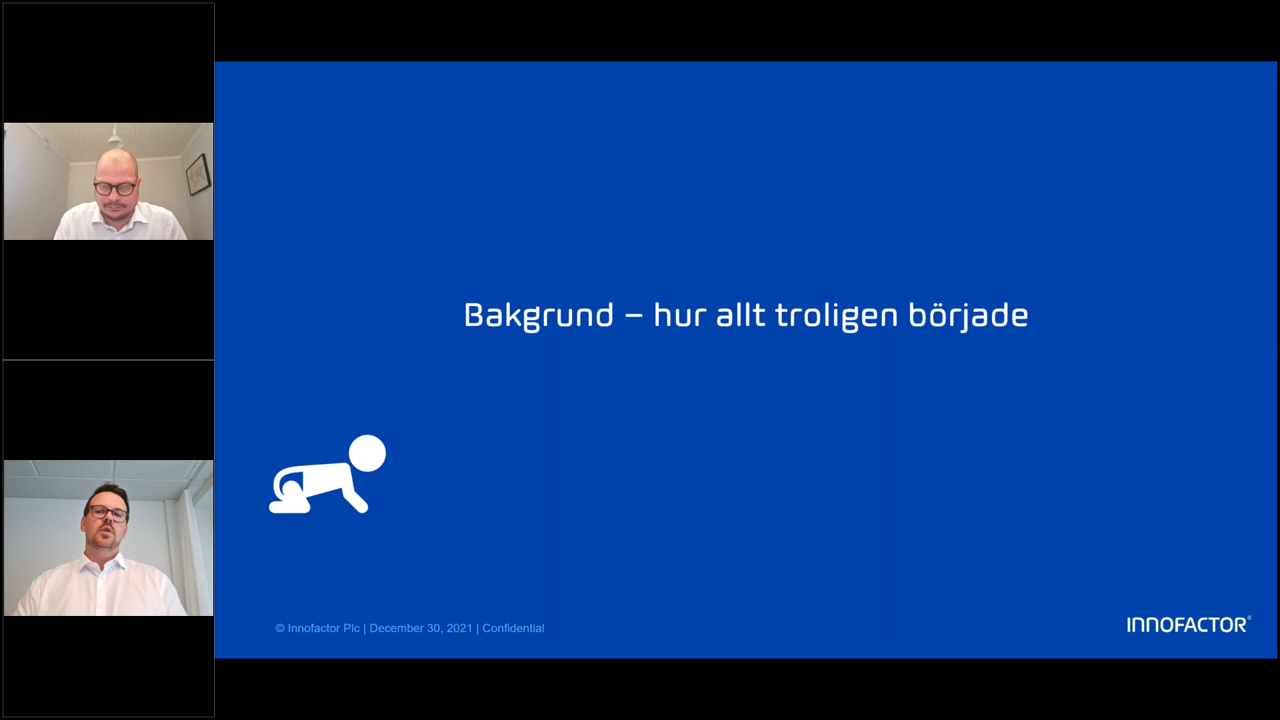 Bakgrund – hur allt troligen började
© Innofactor Plc | December 30, 2021 | Confidential
INNOFACTOR®